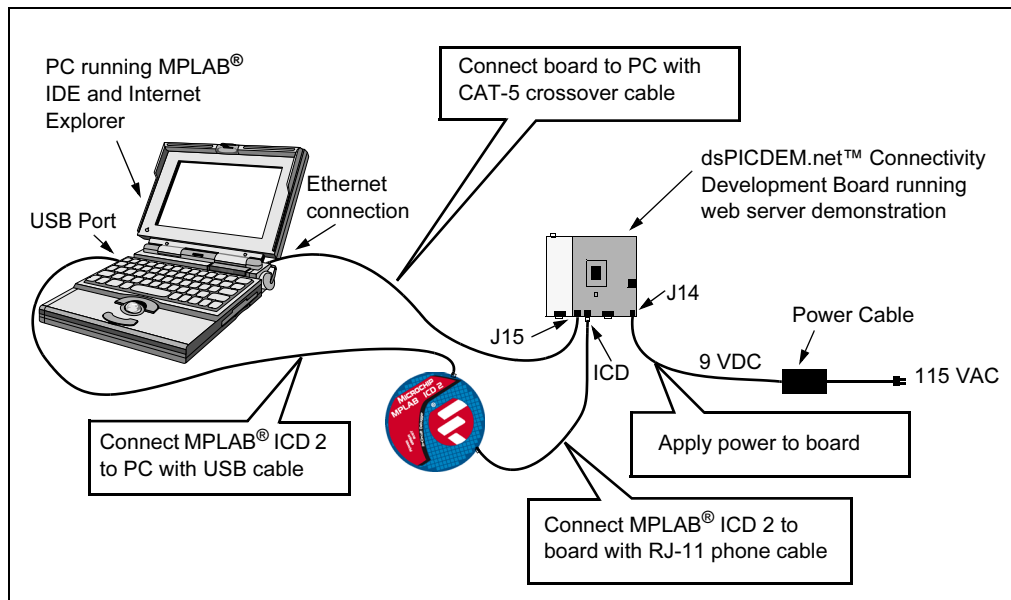 PC running MPLAB®
IDE and Internet
Explorer
Connect board to PC with
CAT-5 crossover cable
dsPICDEM.net™ Connectivity
Development Board running
web server demonstration
Ethernet
connection
USB Port
J14
J15
ICD
Power Cable
9 VDC
115 VAC
MICROCHIP
MPLAB ICD 2
Connect MPLAB® ICD 2
to PC with USB cable
Apply power to board
Connect MPLAB® ICD 2 to
board with RJ-11 phone cable